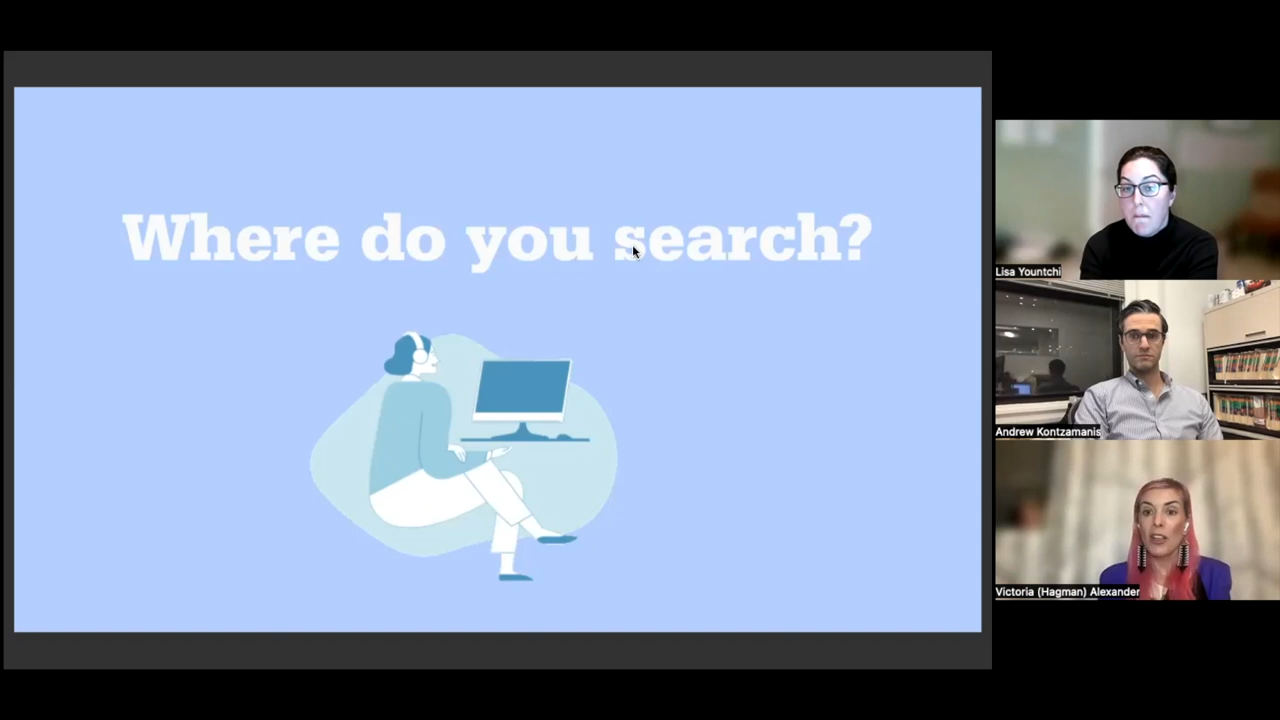 Where do you search?
Lisa Yountchi
Andrew Kontzamanis
Victoria (Hagman) Alexander